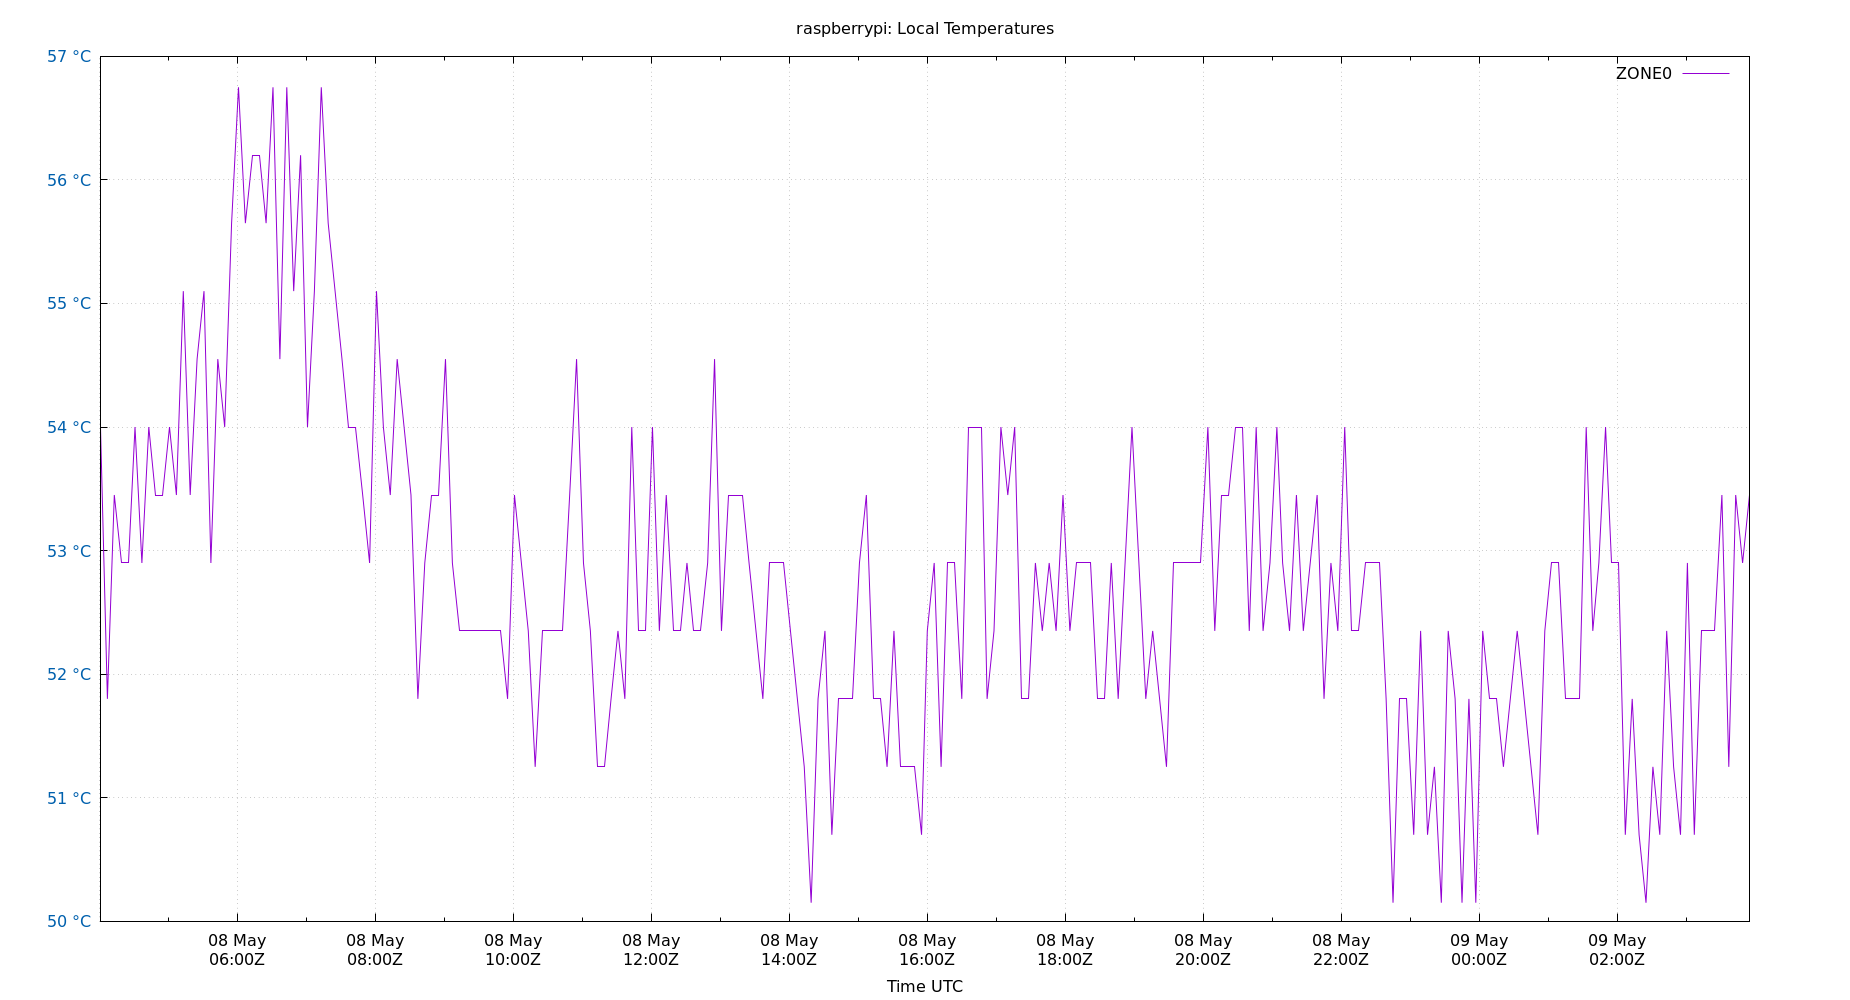 raspberrypi: Local Temperatures
57 °C
ZONE0
56 °C
55 °C
54 °C
53 °C
52 °C
51 °C
50 °C
08 May 08 May 08 May 08 May 08 May 08 May 08 May 08 May 08 May 09 May 09 May
06:00Z 08:00Z 10:00Z 12:00Z 14:00Z 16:00Z 18:00Z 20:00Z 22:00Z 00:00Z 02:00Z
Time UTC